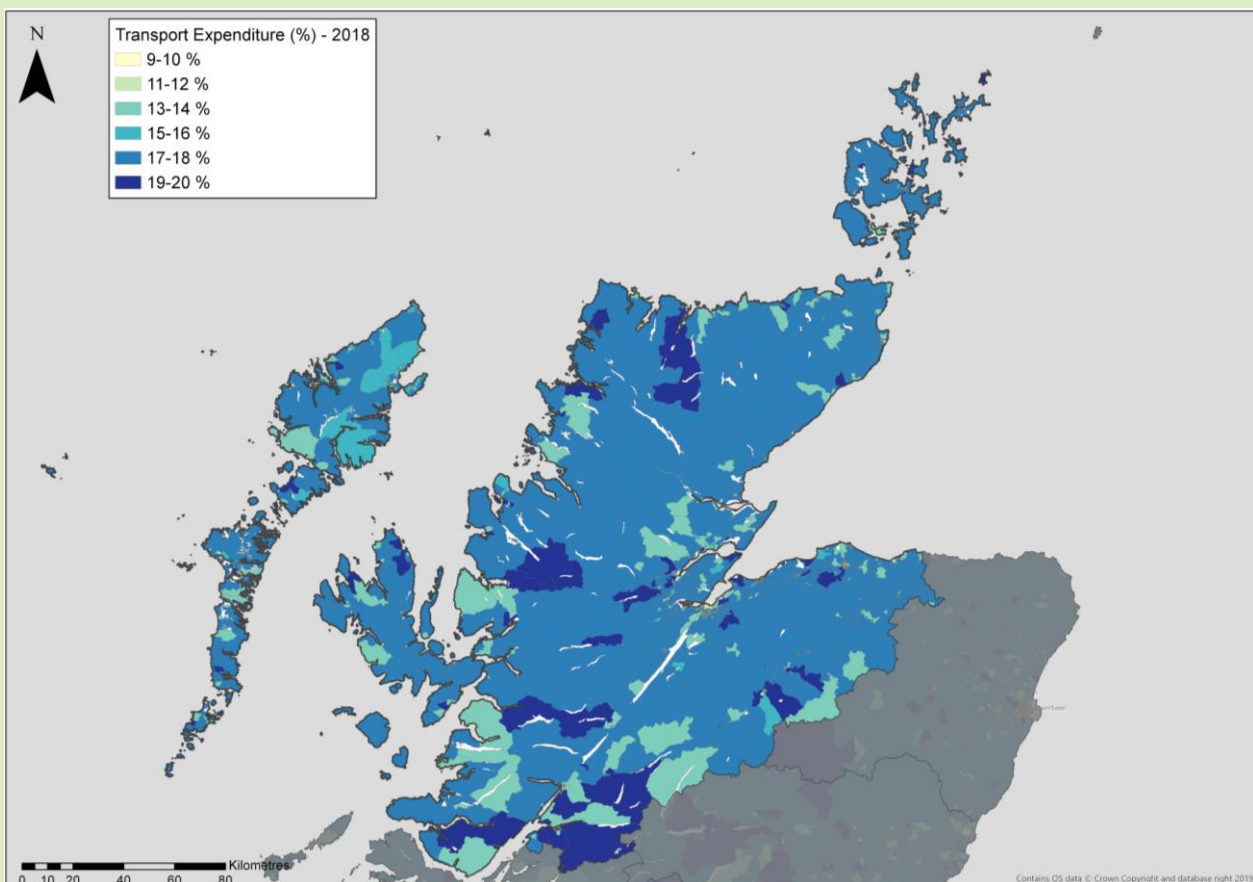 N
Transport Expenditure (%) - 2018
9-10 %
11-12 %
13-14 %
15-16 %
17-18 %
19-20 %
Aberdeen
Kilometres
0 10 20 40 60 80
Contains OS data © Crown Copyright and database right 2019